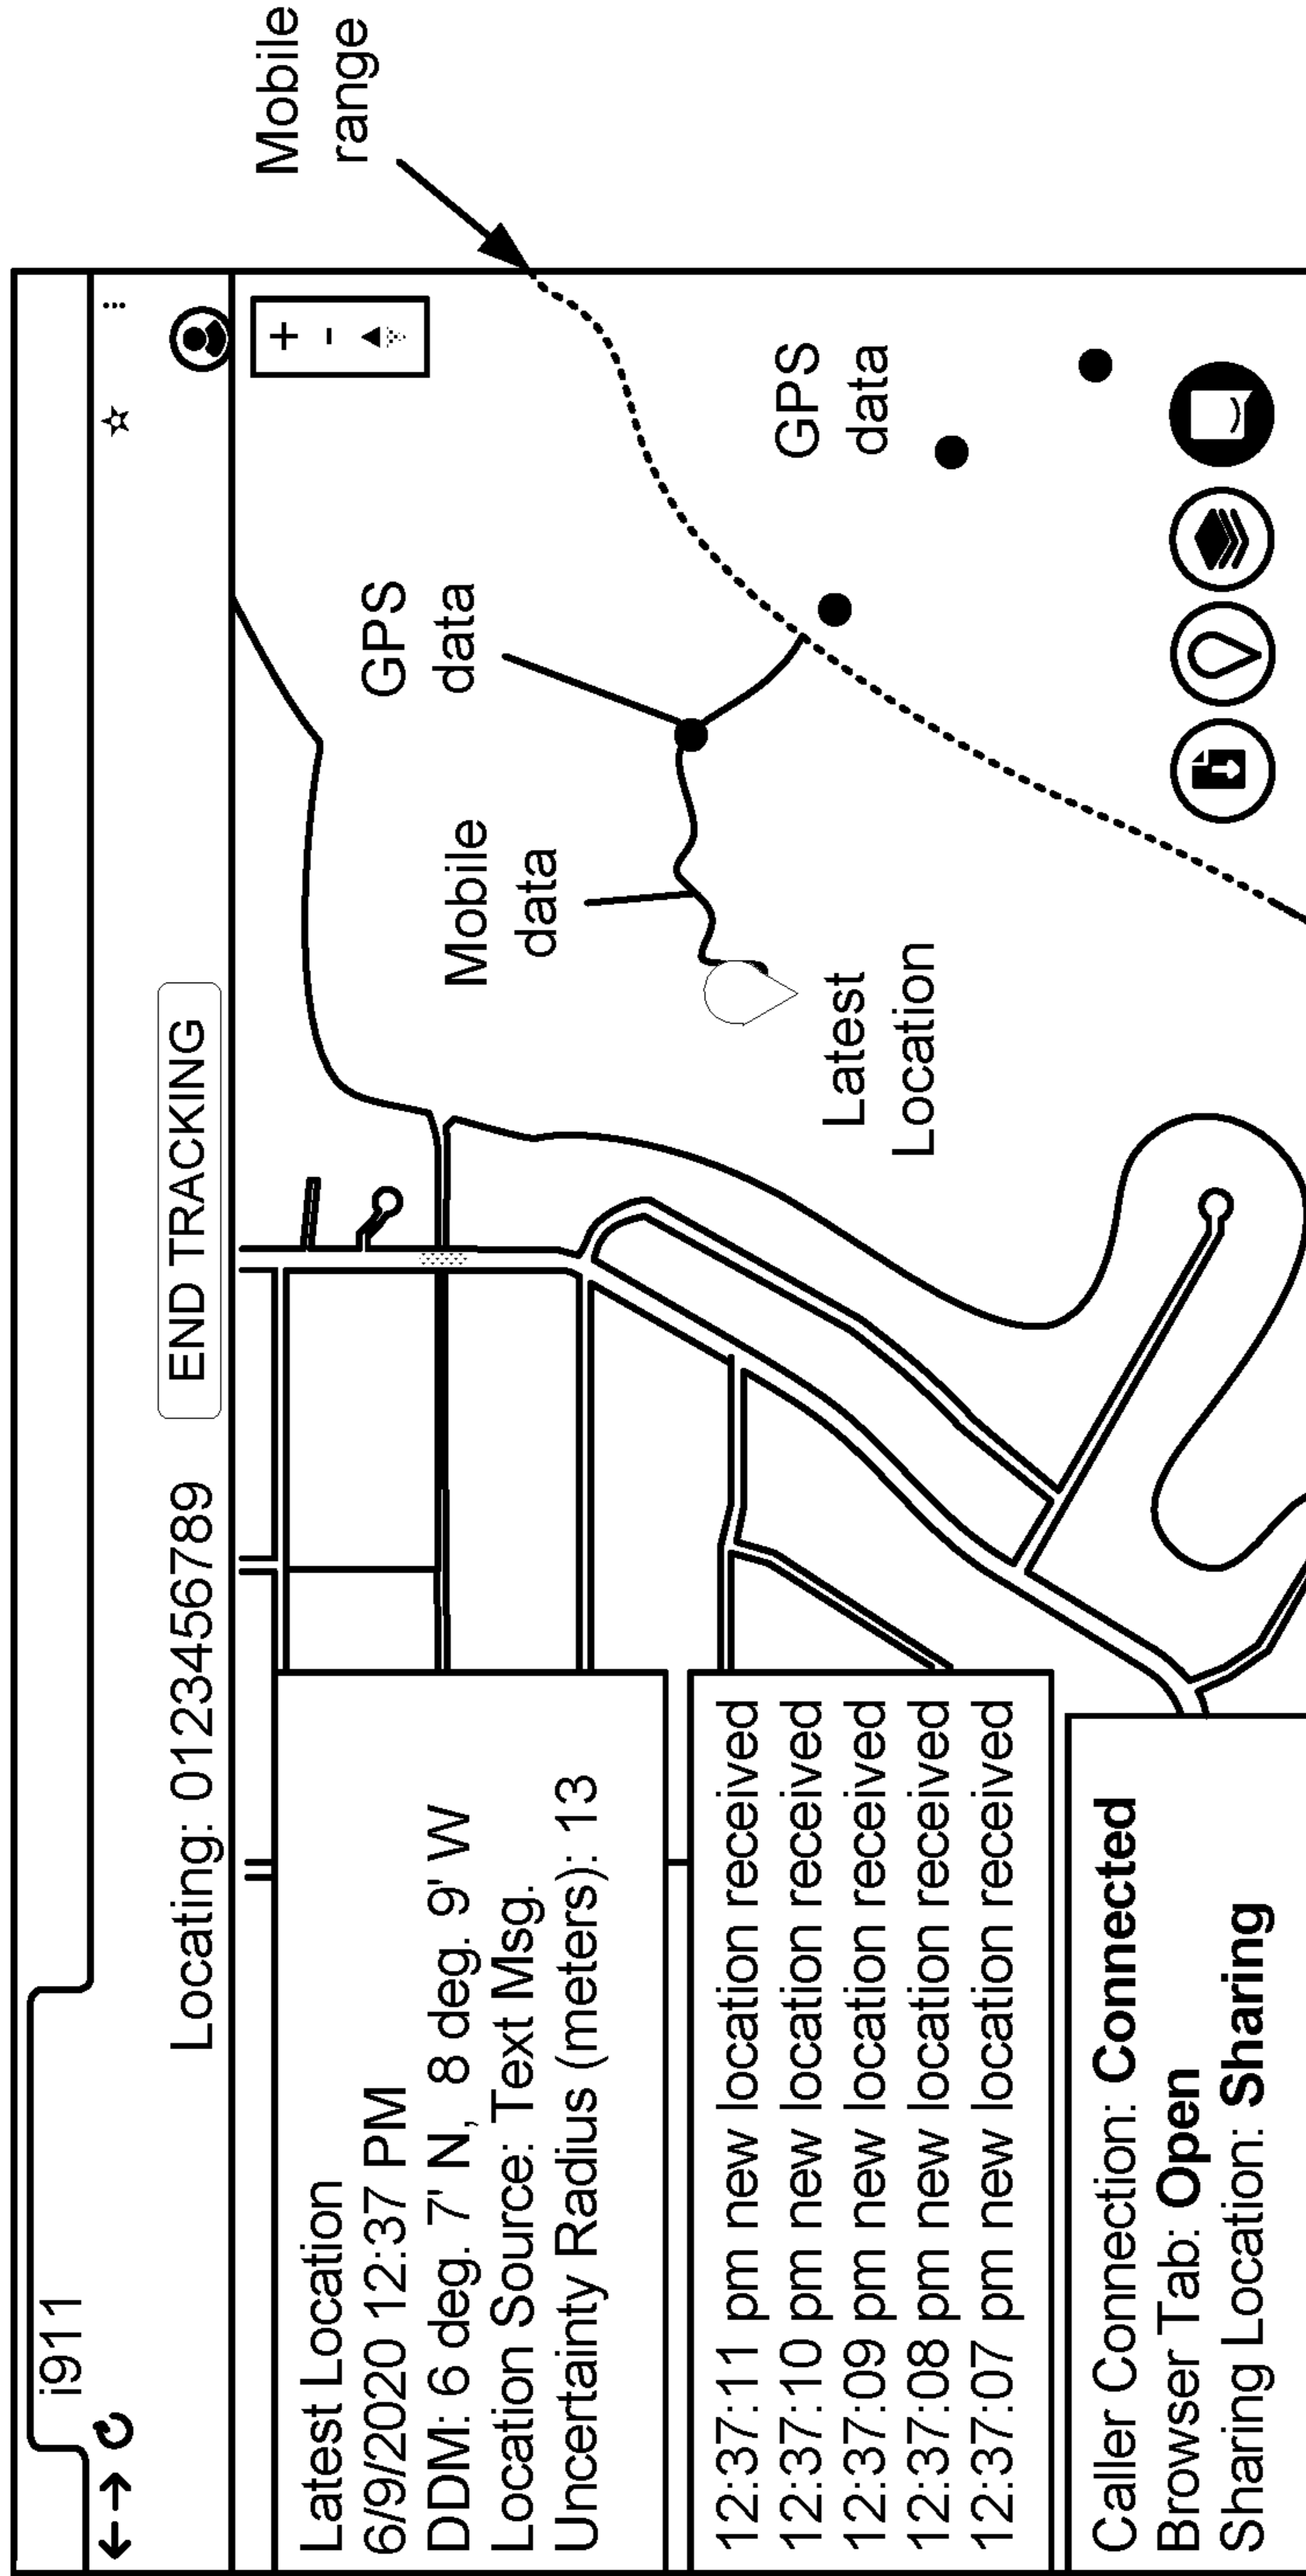 i911
Locating: 0123456789
END TRACKING
Latest Location
6/9/2020 12:37 PM
DDM: 6 deg. 7' N, 8 deg. 9' W
Location Source: Text Msg.
Uncertainty Radius (meters): 13
12:37:11 pm new location received
12:37:10 pm new location received
12:37:09 pm new location received
12:37:08 pm new location received
12:37:07 pm new location received
Caller Connection: Connected
Browser Tab: Open
Sharing Location: Sharing
Mobile
data
GPS
data
Latest
Location
GPS
data
Mobile
range
+
-